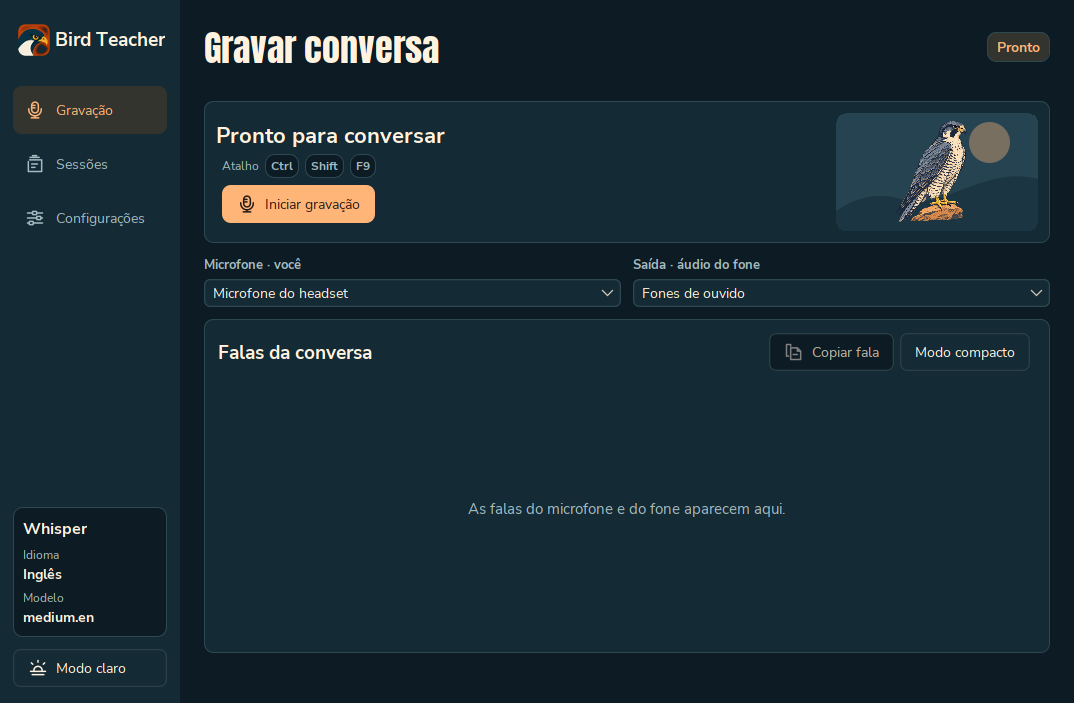 Bird Teacher
Gravação
Sessões
Configurações
Whisper
Idioma
Inglês
Modelo
medium.en
Modo claro
Gravar conversa
Pronto
Pronto para conversar
Atalho Ctrl Shift F9
Iniciar gravação
Microfone · você
Microfone do headset
Saída · áudio do fone
Fones de ouvido
Falas da conversa
Copiar fala
Modo compacto
As falas do microfone e do fone aparecem aqui.